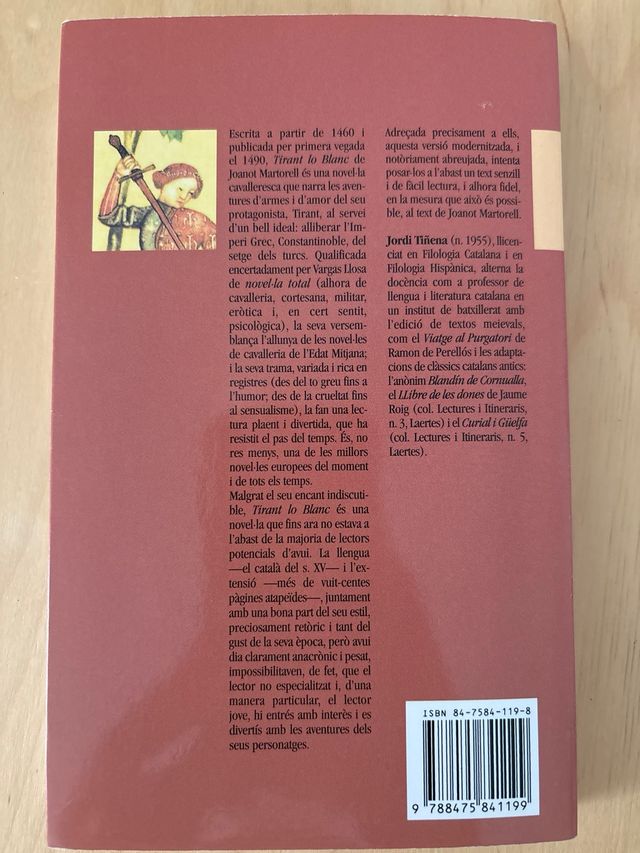 Escrita a partir de 1460 i
publicada per primera vegada
el 1490, Tirant lo Blanc de
Joanot Martorell és una novel·la
cavalleresca que narra les aven-
tures d'armes i d'amor del seu
protagonista, Tirant, al servei
d'un bell ideal: alliberar l'Im-
peri Grec, Constantinoble, del
setge dels turcs. Qualificada
encertadament per Vargas Llosa
de novel·la total (alhora de
cavalleria, cortesana, militar,
eròtica i, en cert sentit,
psicològica), la seva versem-
blança l'allunya de les novel·les
de cavalleria de l'Edat Mitjana;
i la seva trama, variada i rica en
registres (des del to greu fins a
l'humor; des de la crueltat fins
al sensualisme), la fan una lec-
tura plaent i divertida, que ha
resistit el pas del temps. És, no
res menys, una de les millors
novel·les europees del moment
i de tots els temps.
Malgrat el seu encant indiscuti-
ble, Tirant lo Blanc és una
novel·la que fins ara no estava a
l'abast de la majoria de lectors
potencials d'avui. La llengua
—el català del s. XV— i l'ex-
tensió —més de vuit-centes
pàgines atapeïdes—, juntament
amb una bona part del seu estil,
preciosament retòric i tant del
gust de la seva època, però avui
dia clarament anacrònic i pesat,
impossibilitaven, de fet, que el
lector no especialitzat i, d'una
manera particular, el lector
jove, hi entrés amb interès i es
divertís amb les aventures dels
seus personatges.
Adreçada precisament a ells,
aquesta versió modernitzada, i
notòriament abreujada, intenta
posar-los a l'abast un text senzill
i de fàcil lectura, i alhora fidel,
en la mesura que això és possi-
ble, al text de Joanot Martorell.
Jordi Tiñena (n. 1955), llicen-
ciat en Filologia Catalana i en
Filologia Hispànica, alterna la
docència com a professor de
llengua i literatura catalana en
un institut de batxillerat amb
l'edició de textos meievals,
com el Viatge al Purgatori de
Ramon de Perellós i les adapta-
cions de clàssics catalans antics:
l'anònim Blandín de Cornualla,
el LLibre de les dones de Jaume
Roig (col. Lectures i Itineraris,
n. 3, Laertes) i el Curial i Güelfa
(col. Lectures i Itineraris, n. 5,
Laertes).
ISBN 84-7584-119-8
9 788475 841199